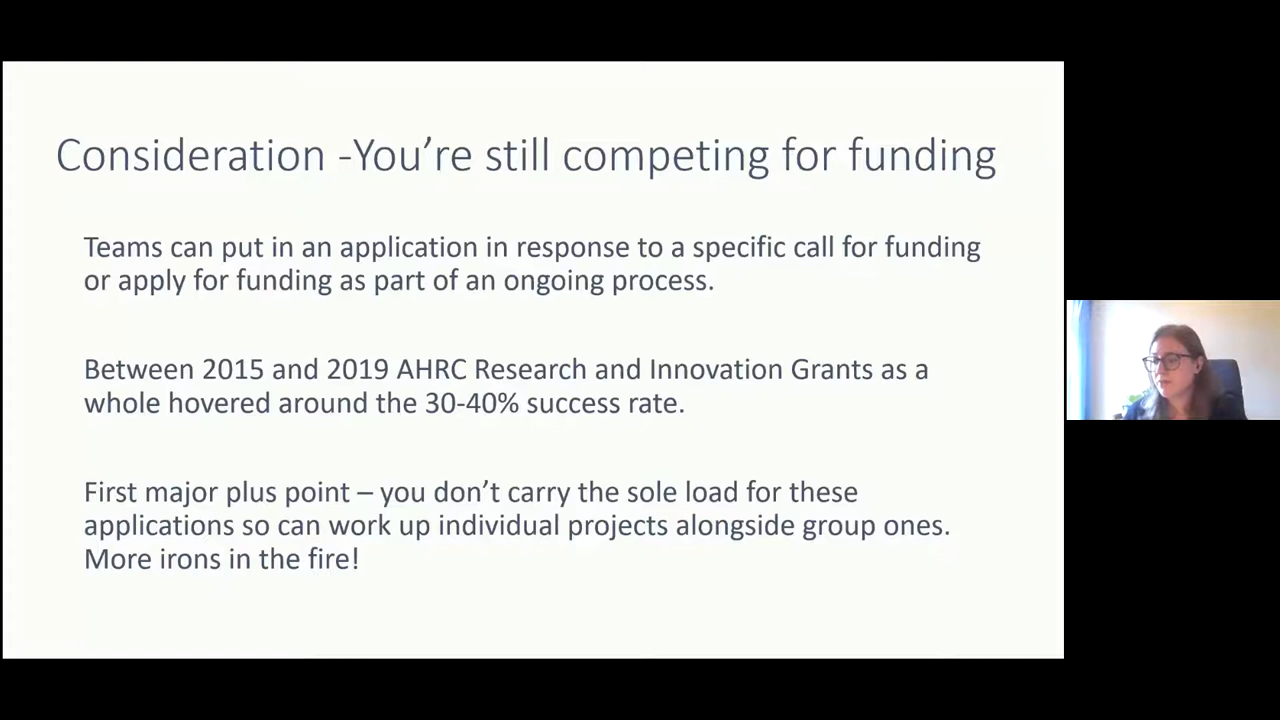 Consideration -You're still competing for funding
Teams can put in an application in response to a specific call for funding
or apply for funding as part of an ongoing process.
Between 2015 and 2019 AHRC Research and Innovation Grants as a
whole hovered around the 30-40% success rate.
First major plus point – you don't carry the sole load for these
applications so can work up individual projects alongside group ones.
More irons in the fire!